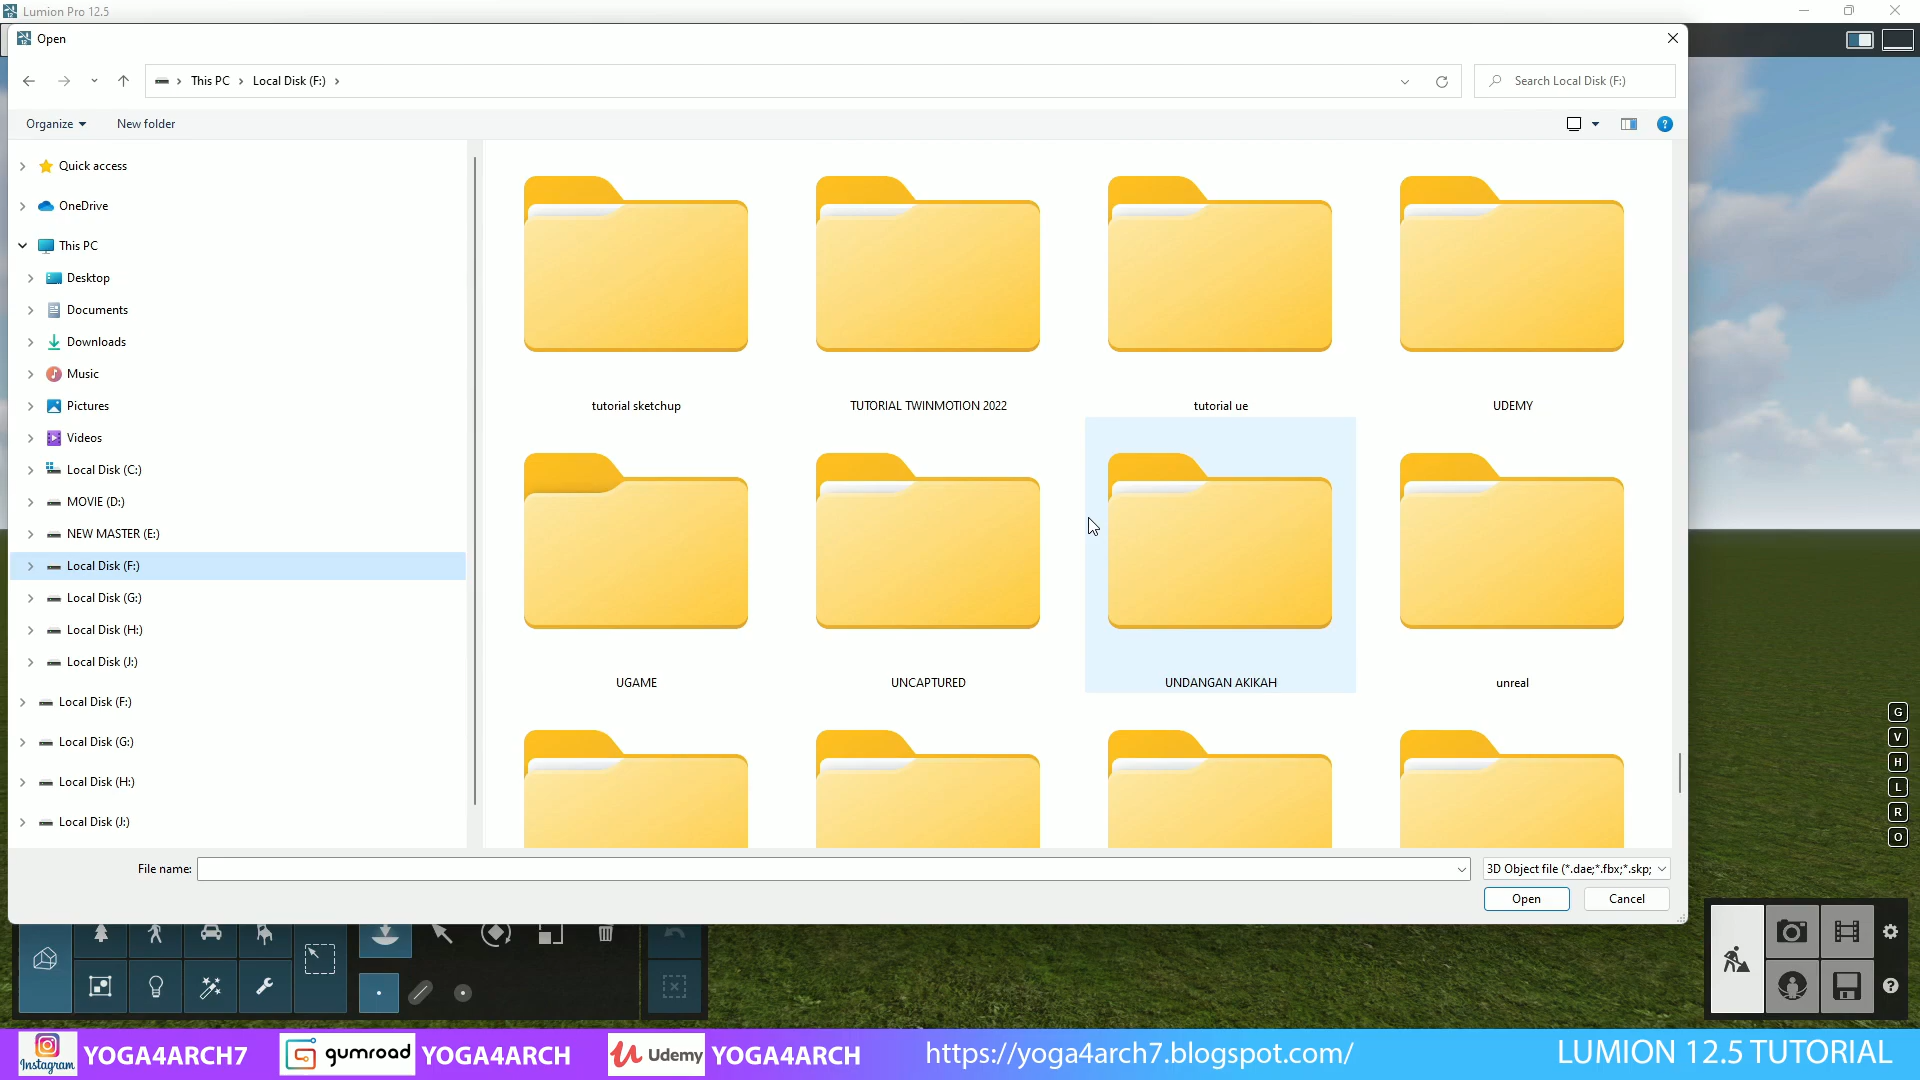 Lumion Pro 12.5
Open
This PC > Local Disk (F:) >
Search Local Disk (F:)
Organize
New folder
Quick access
OneDrive
This PC
Desktop
Documents
Downloads
Music
Pictures
Videos
Local Disk (C:)
MOVIE (D:)
NEW MASTER (E:)
Local Disk (F:)
Local Disk (G:)
Local Disk (H:)
Local Disk (J:)
Local Disk (F:)
Local Disk (G:)
Local Disk (H:)
Local Disk (J:)
tutorial sketchup
TUTORIAL TWINMOTION 2022
tutorial ue
UDEMY
UGAME
UNCAPTURED
UNDANGAN AKIKAH
unreal
G
V
H
L
R
O
File name:
3D Object file (*.dae;*.fbx;*.skp;
Open
Cancel
Instagram YOGA4ARCH7
gumroad YOGA4ARCH
Udemy YOGA4ARCH
https://yoga4arch7.blogspot.com/
LUMION 12.5 TUTORIAL